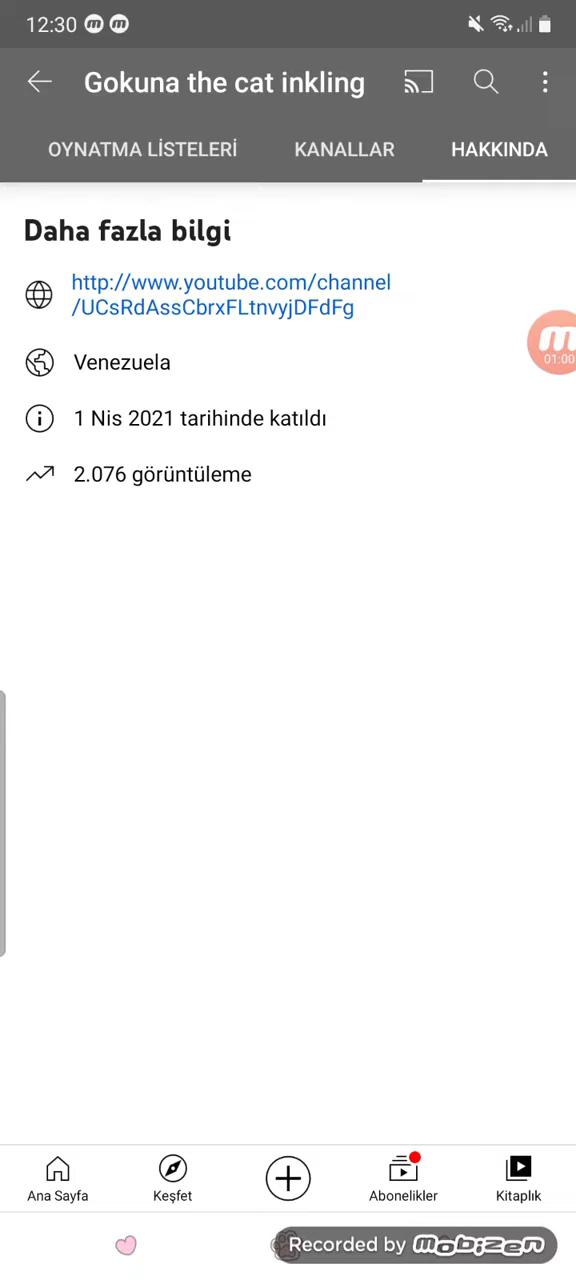 12:30
Gokuna the cat inkling
OYNATMA LİSTELERİ KANALLAR HAKKINDA
Daha fazla bilgi
http://www.youtube.com/channel
/UCsRdAssCbrxFLtnvyjDFdFg
m
01:00
Venezuela
1 Nis 2021 tarihinde katıldı
2.076 görüntüleme
Ana Sayfa Keşfet Abonelikler Kitaplık
Recorded by mobizen